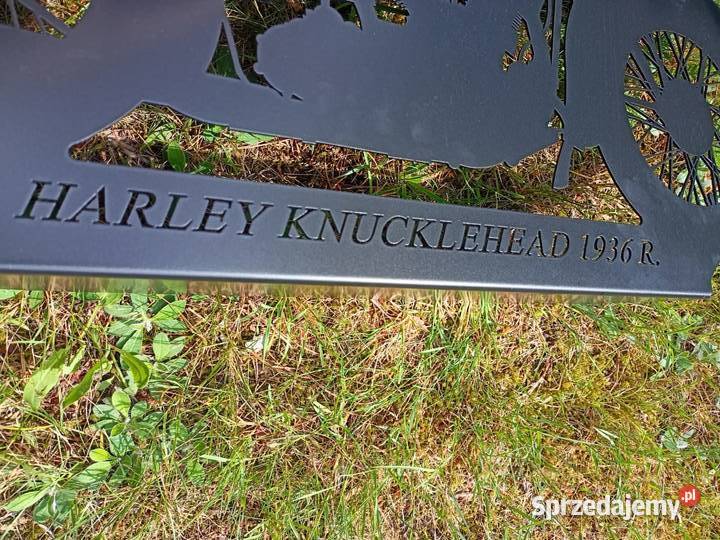 HARLEY KNUCKLEHEAD 1936 R.
Sprzedajemy.pl